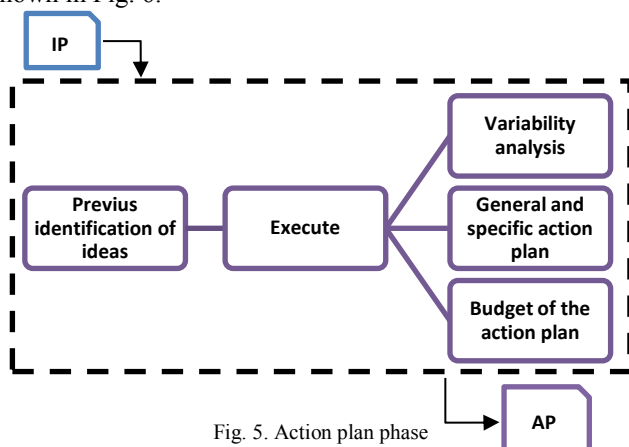 nown in Fig. 6.
IP
Previus
identification of
ideas
Execute
Variability
analysis
General and
specific action
plan
Budget of the
action plan
Fig. 5. Action plan phase
AP